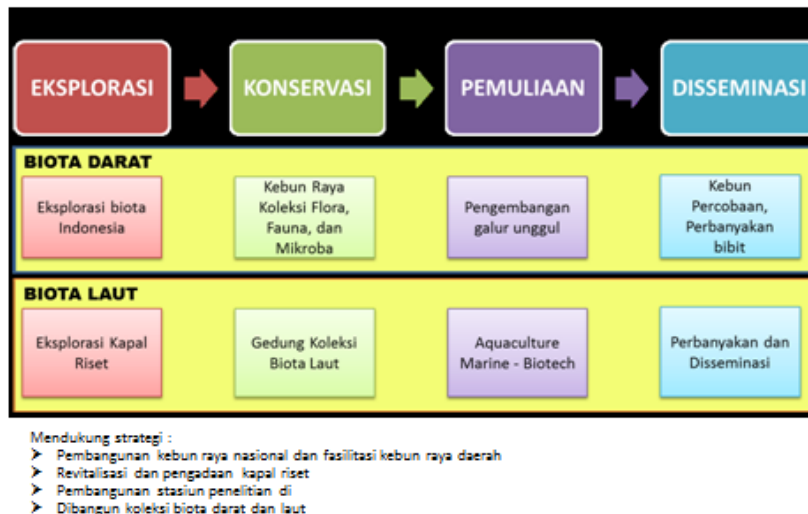 EKSPLORASI
KONSERVASI
PEMULIAAN
DISSEMINASI
BIOTA DARAT
Eksplorasi biota
Indonesia
Kebun Raya
Koleksi Flora,
Fauna, dan
Mikroba
Pengembangan
galur unggul
Kebun
Percobaan,
Perbanyakan
bibit
BIOTA LAUT
Eksplorasi Kapal
Riset
Gedung Koleksi
Biota Laut
Aquaculture
Marine - Biotech
Perbanyakan dan
Disseminasi
Mendukung strategi :
➤ Pembangunan kebun raya nasional dan fasilitasi kebun raya daerah
➤ Revitalisasi dan pengadaan kapal riset
➤ Pembangunan stasiun penelitian di
➤ Dibangun koleksi biota darat dan laut